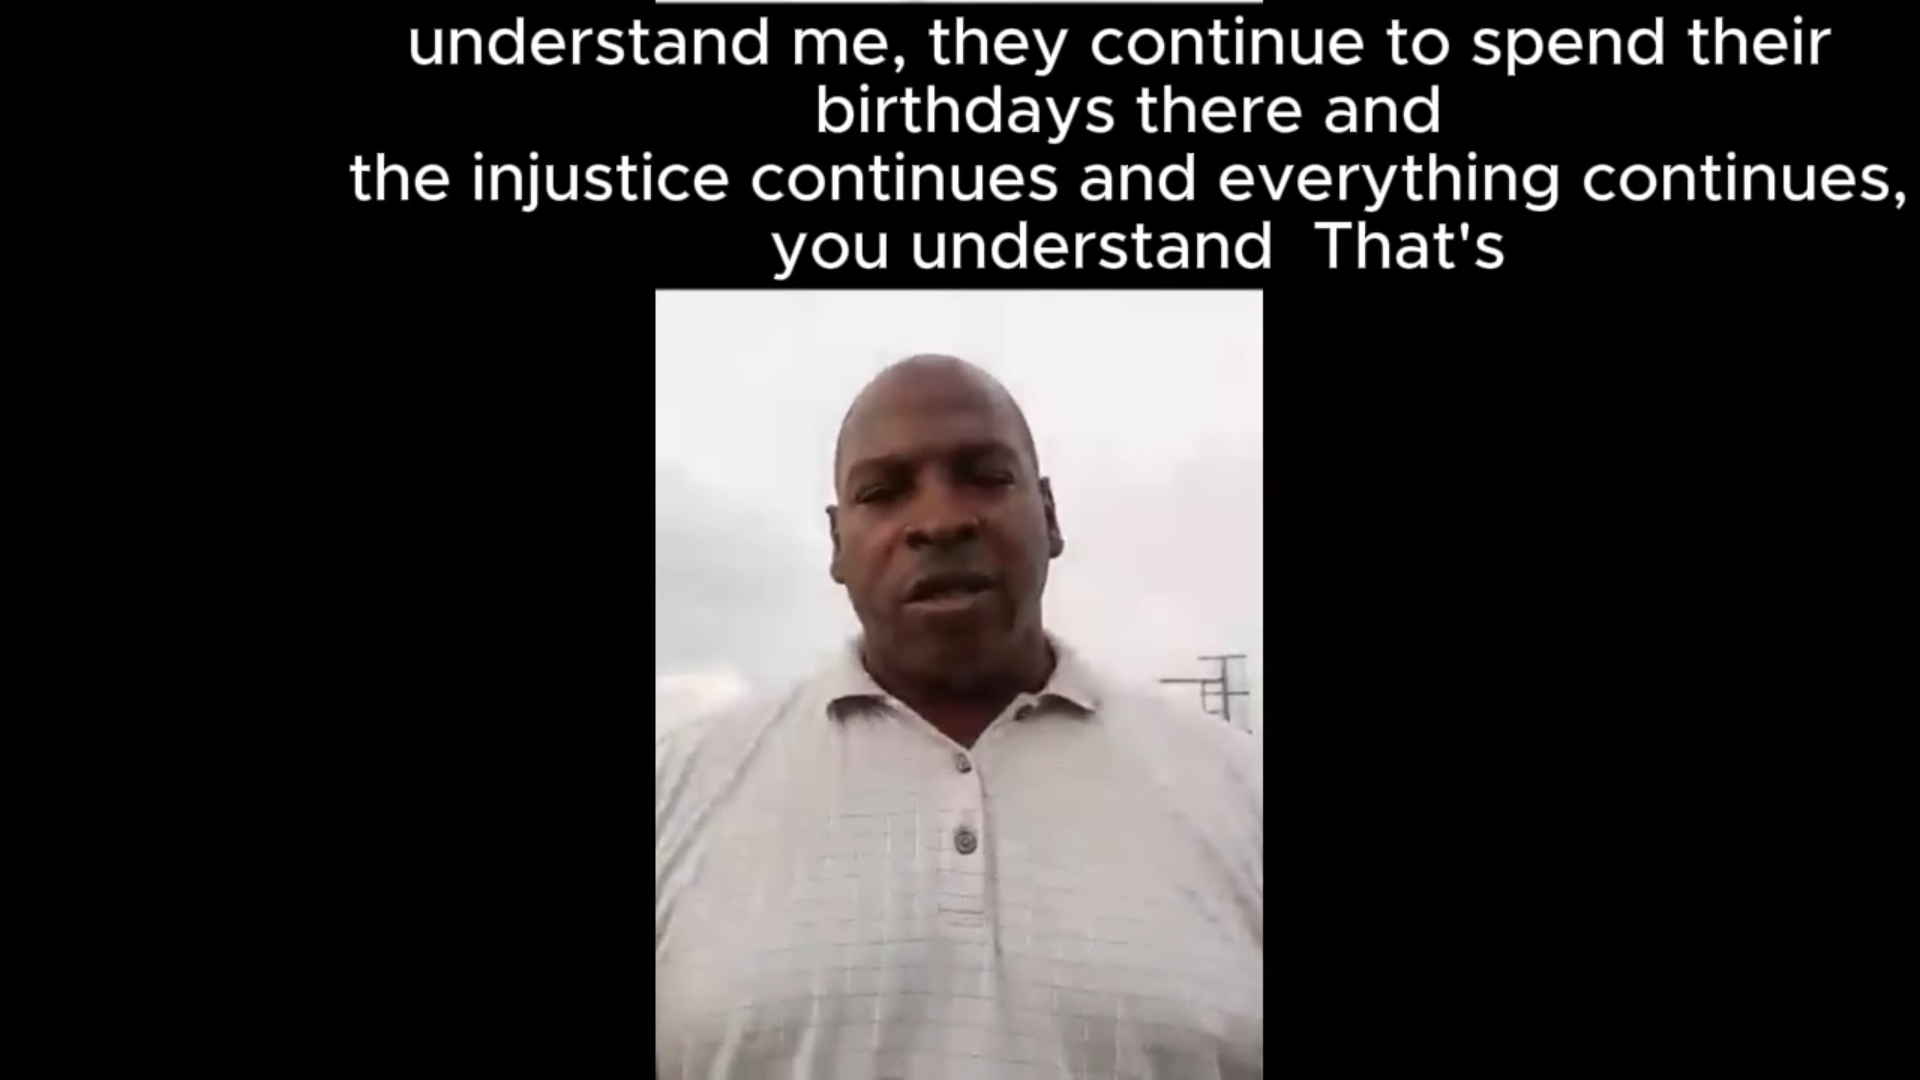 understand me, they continue to spend their
birthdays there and
the injustice continues and everything continues,
you understand  That's